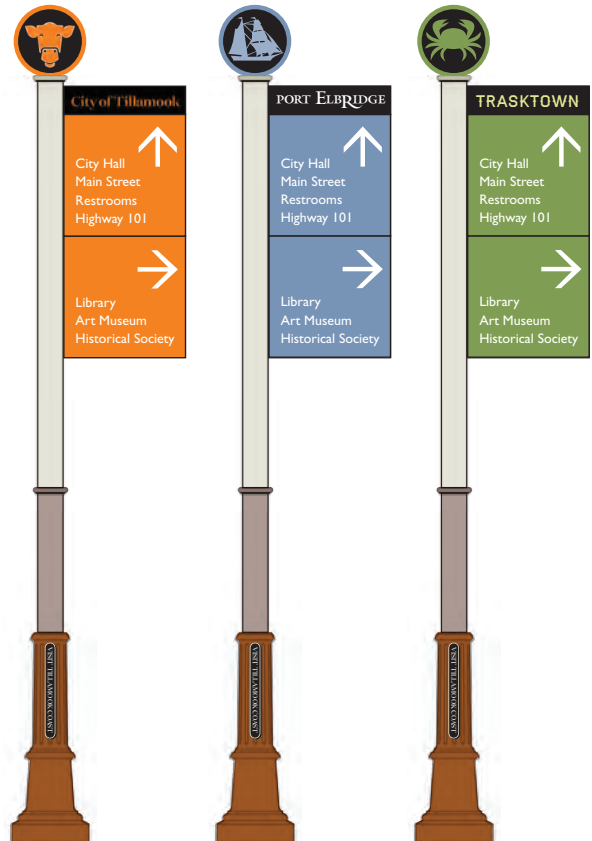 City of Tillamook
City Hall
Main Street
Restrooms
Highway 101
Library
Art Museum
Historical Society
VISIT TILLAMOOK COAST
PORT ELBRIDGE
City Hall
Main Street
Restrooms
Highway 101
Library
Art Museum
Historical Society
VISIT TILLAMOOK COAST
TRASKTOWN
City Hall
Main Street
Restrooms
Highway 101
Library
Art Museum
Historical Society
VISIT TILLAMOOK COAST